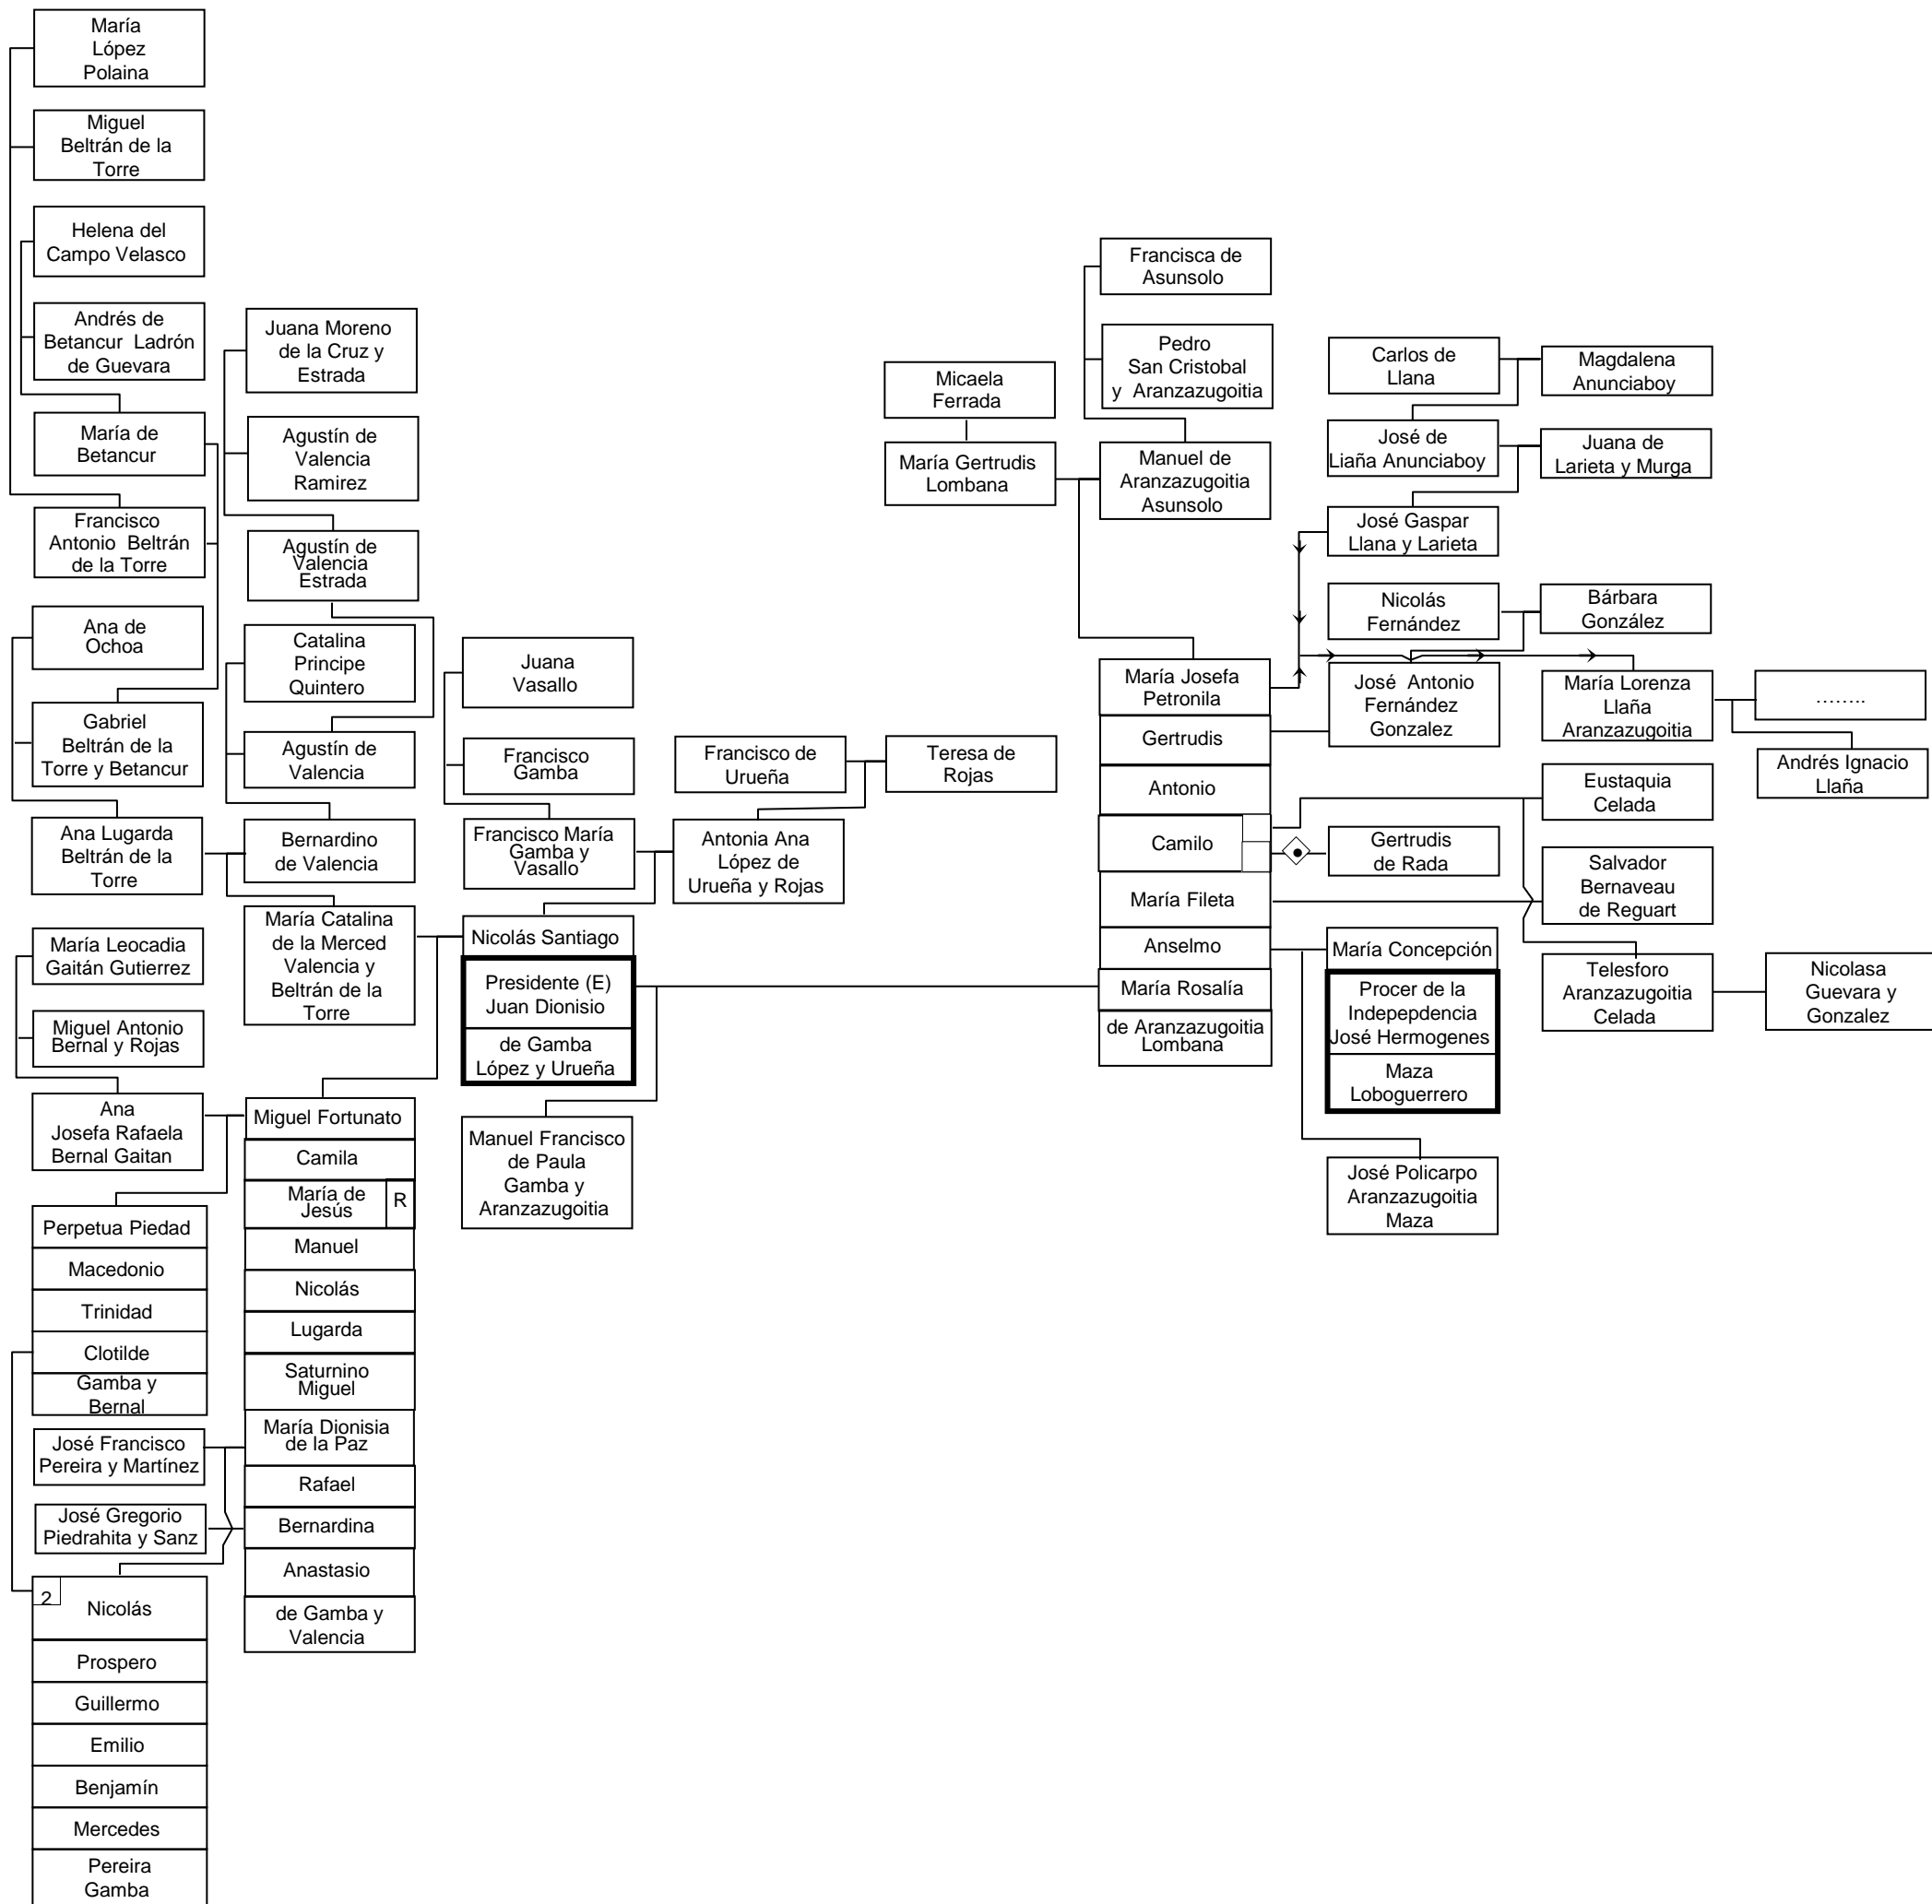 María
López
Polaina
Miguel
Beltrán de la
Torre
Helena del
Campo Velasco
Andrés de
Betancur Ladrón
de Guevara
María de
Betancur
Francisco
Antonio Beltrán
de la Torre
Ana de
Ochoa
Gabriel
Beltrán de la
Torre y Betancur
Ana Lugarda
Beltrán de la
Torre
María Leocadia
Gaitán Gutierrez
Miguel Antonio
Bernal y Rojas
Ana
Josefa Rafaela
Bernal Gaitan
Perpetua Piedad
Macedonio
Trinidad
Clotilde
Gamba y
Bernal
José Francisco
Pereira y Martínez
José Gregorio
Piedrahita y Sanz
2
Nicolás
Prospero
Guillermo
Emilio
Benjamín
Mercedes
Pereira
Gamba
Juana Moreno
de la Cruz y
Estrada
Agustín de
Valencia
Ramirez
Agustín de
Valencia
Estrada
Catalina
Principe
Quintero
Agustín de
Valencia
Bernardino
de Valencia
María Catalina
de la Merced
Valencia y
Beltrán de la
Torre
Miguel Fortunato
Camila
María de
Jesús
R
Manuel
Nicolás
Lugarda
Saturnino
Miguel
María Dionisia
de la Paz
Rafael
Bernardina
Anastasio
de Gamba y
Valencia
Juana
Vasallo
Francisco
Gamba
Francisco María
Gamba y
Vasallo
Nicolás Santiago
Presidente (E)
Juan Dionisio
de Gamba
López y Urueña
Manuel Francisco
de Paula
Gamba y
Aranzazugoitia
Francisco de
Urueña
Antonia Ana
López de
Urueña y Rojas
Teresa de
Rojas
Micaela
Ferrada
María Gertrudis
Lombana
Francisca de
Asunsolo
Pedro
San Cristobal
y Aranzazugoitia
Manuel de
Aranzazugoitia
Asunsolo
María Josefa
Petronila
Gertrudis
Antonio
Camilo
María Fileta
Anselmo
María Rosalía
de Aranzazugoitia
Lombana
Carlos de
Llana
José de
Liaña Anunciaboy
José Gaspar
Llana y Larieta
Nicolás
Fernández
José Antonio
Fernández
Gonzalez
Gertrudis
de Rada
María Concepción
Procer de la
Indepepdencia
José Hermogenes
Maza
Loboguerrero
José Policarpo
Aranzazugoitia
Maza
Magdalena
Anunciaboy
Juana de
Larieta y Murga
Bárbara
González
María Lorenza
Llaña
Aranzazugoitia
Eustaquia
Celada
Salvador
Bernaveau
de Reguart
Telesforo
Aranzazugoitia
Celada
........
Andrés Ignacio
Llaña
Nicolasa
Guevara y
Gonzalez